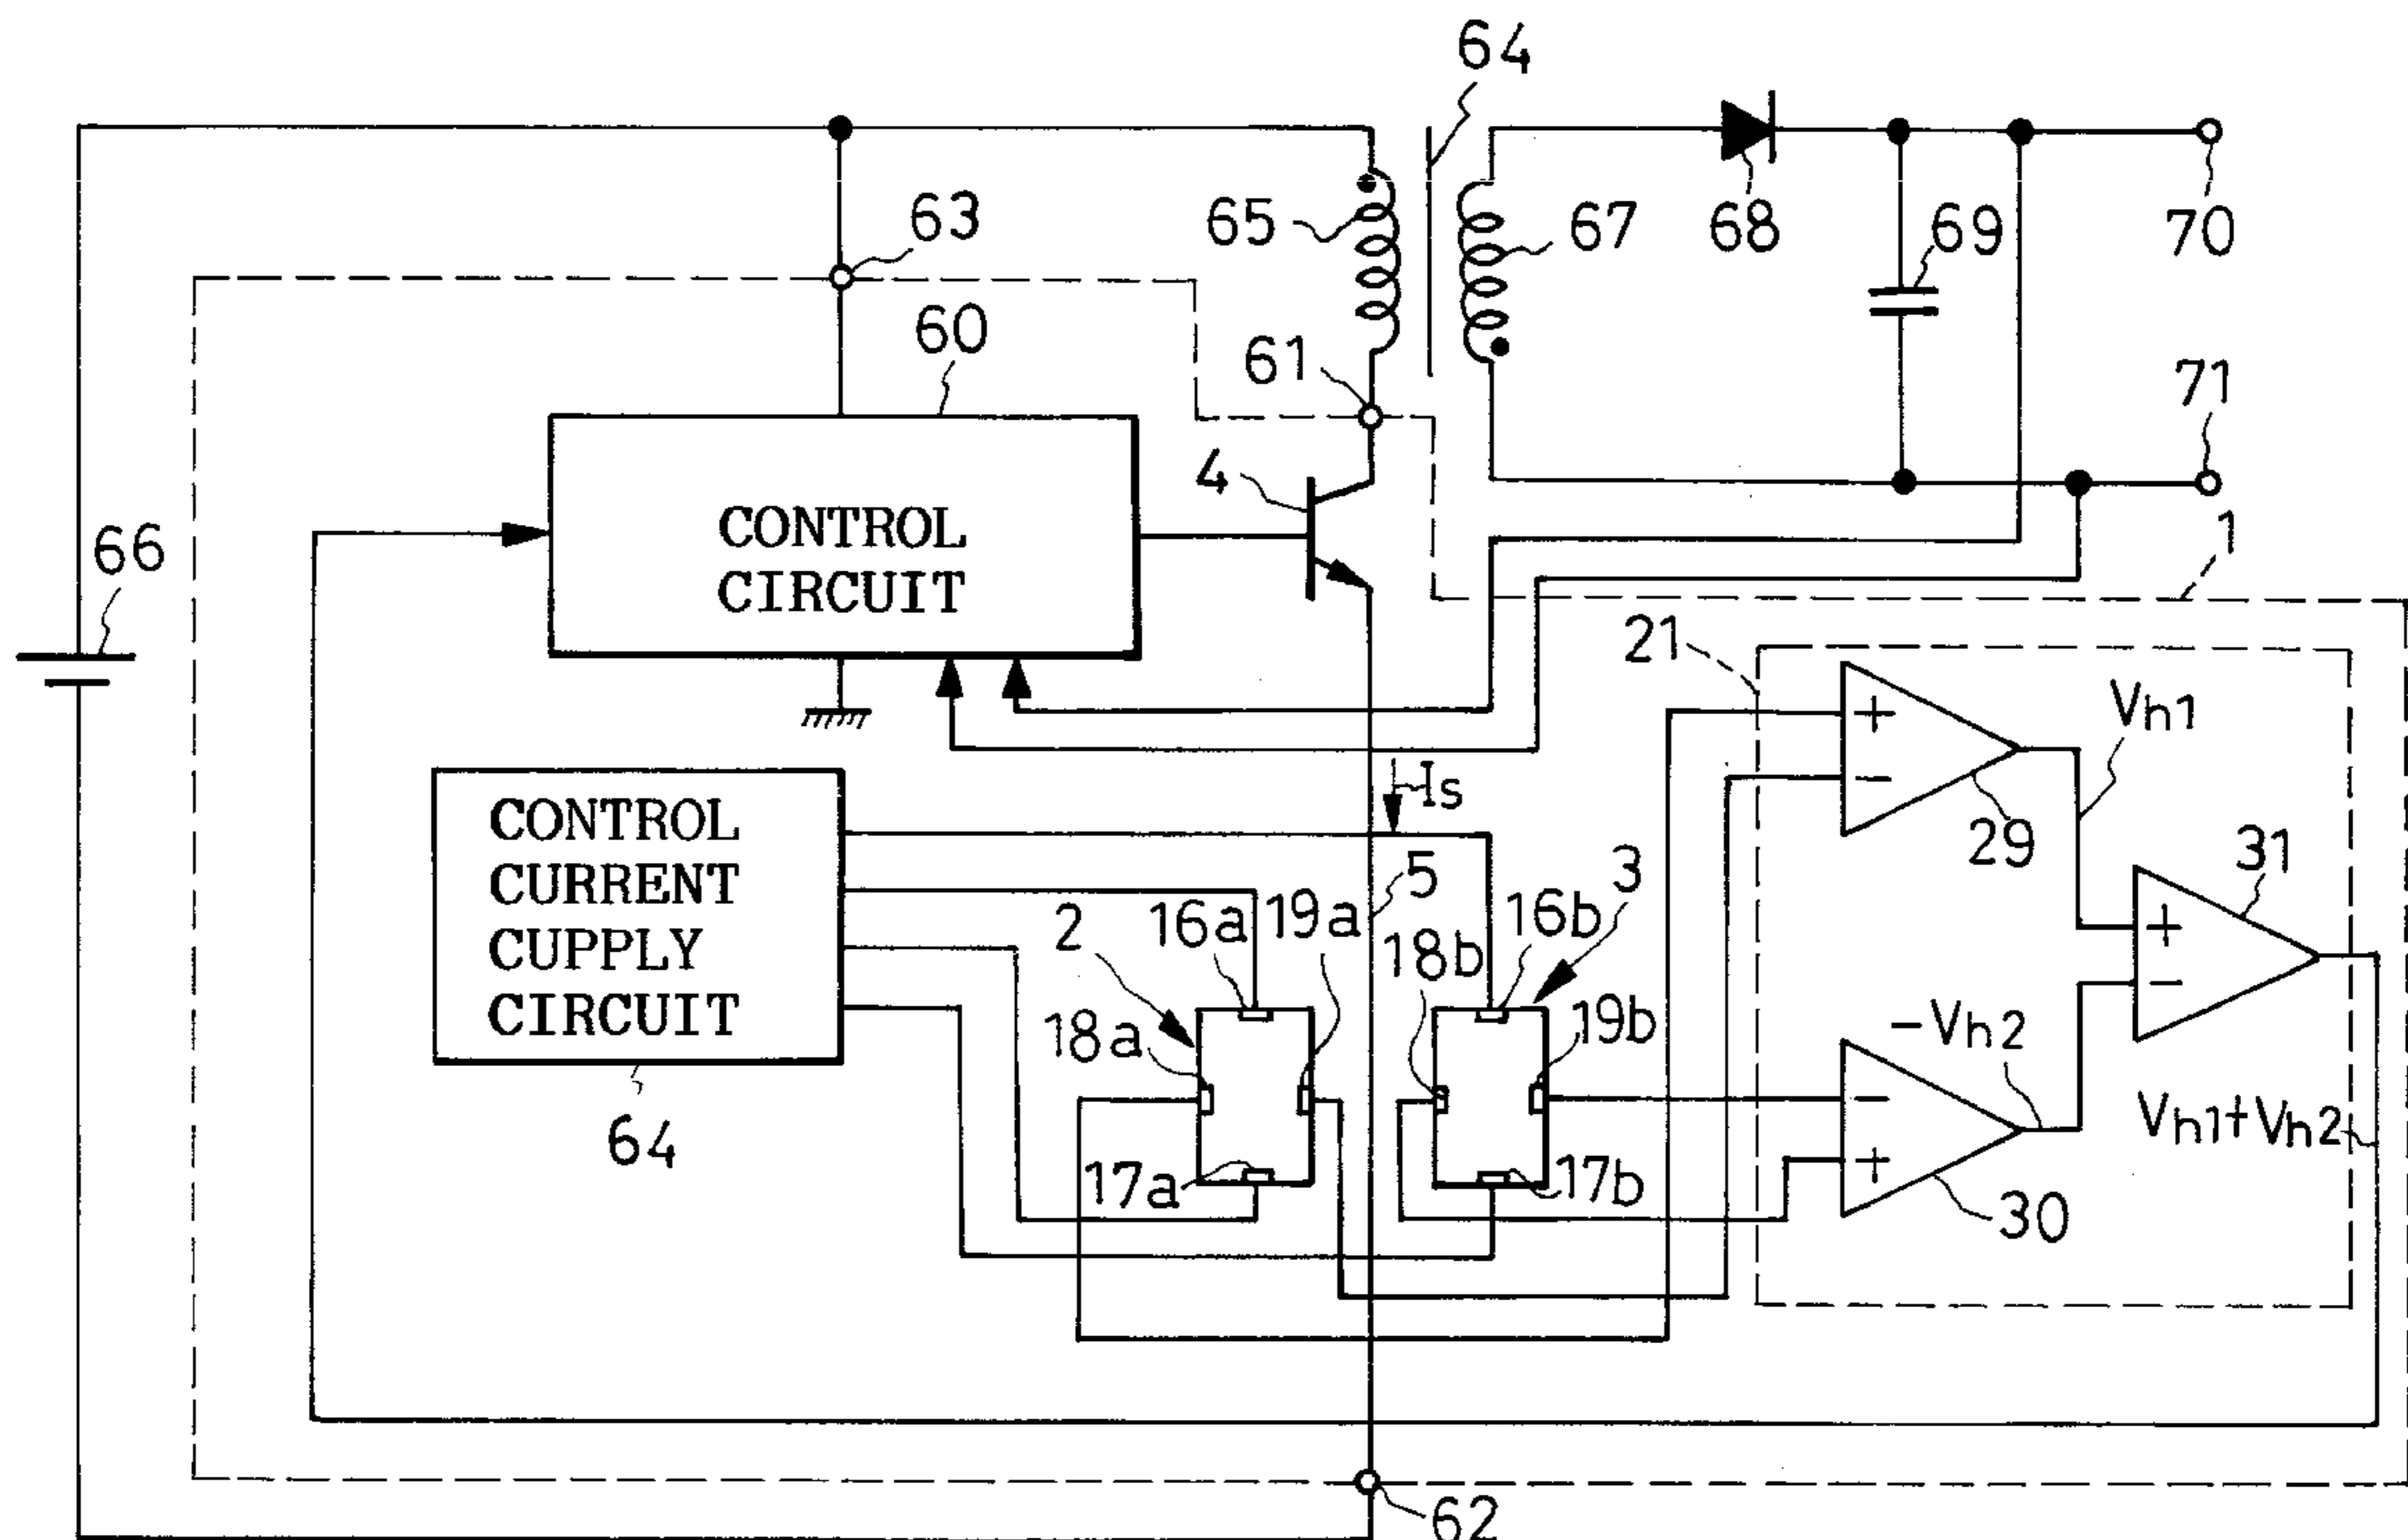 64
63
65
67
68
69
70
60
61
71
4
CONTROL
CIRCUIT
66
1
21
Vh1
Is
29
CONTROL
CURRENT
CUPPLY
CIRCUIT
5
3
31
2
16a
19a
18b
16b
18a
19b
-Vh2
64
17a
17b
Vh1+Vh2
30
62